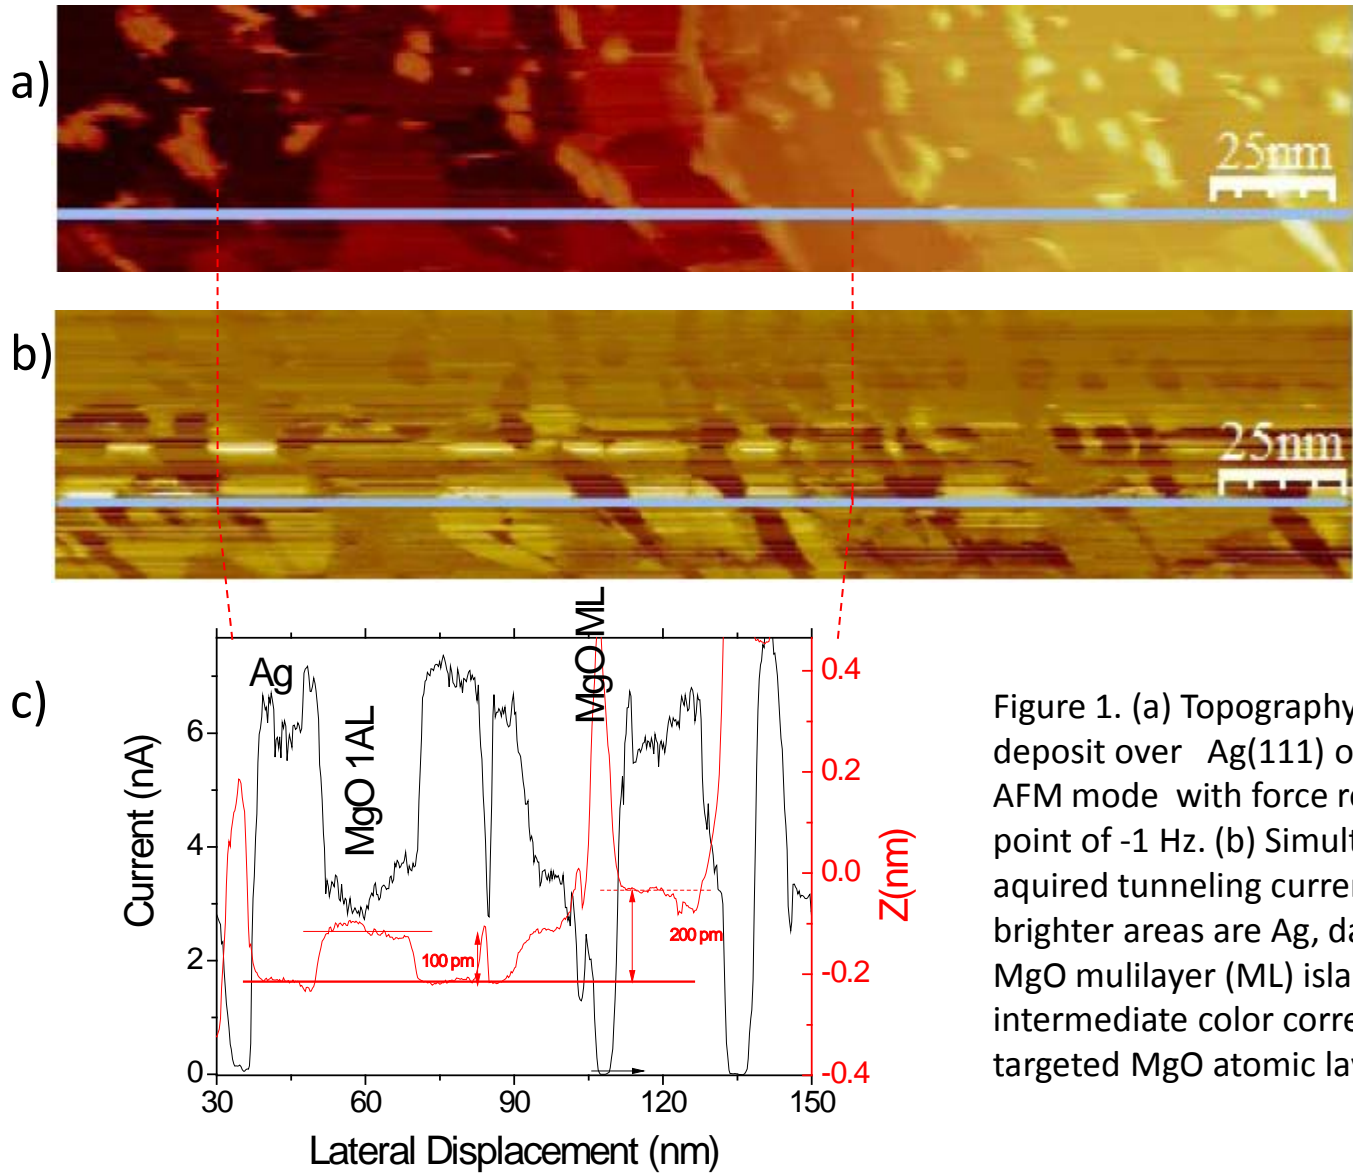 a)
25nm
b)
25nm
c)
Ag
MgO 1AL
MgO ML
100 pm
200 pm
Current (nA)
6
4
2
0
0.4
0.2
0.0
-0.2
-0.4
Z(nm)
30 60 90 120 150
Lateral Displacement (nm)
Figure 1. (a) Topography
deposit over Ag(111) o
AFM mode with force re
point of -1 Hz. (b) Simult
aquired tunneling curren
brighter areas are Ag, da
MgO mulilayer (ML) isla
intermediate color corre
targeted MgO atomic lay